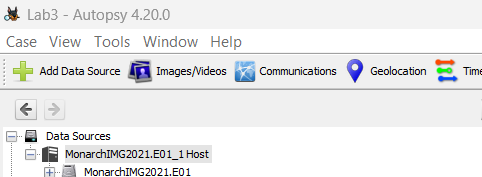 Lab3 - Autopsy 4.20.0
Case View Tools Window Help
Add Data Source Images/Videos Communications Geolocation
Data Sources
MonarchIMG2021.E01_1 Host
MonarchIMG2021.E01